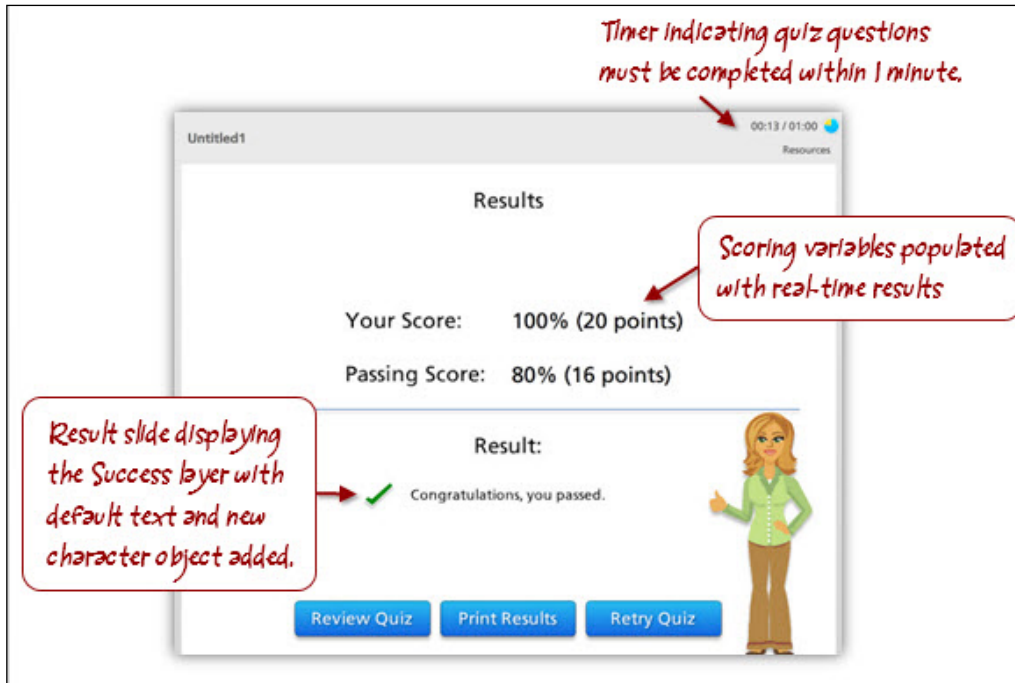 Timer indicating quiz questions
must be completed within 1 minute.
00:13 / 01:00
Untitled1
Resources
Results
Scoring variables populated
with real-time results
Your Score: 100% (20 points)
Passing Score: 80% (16 points)
Result slide displaying
the Success layer with
default text and new
character object added.
Result:
Congratulations, you passed.
Review Quiz Print Results Retry Quiz